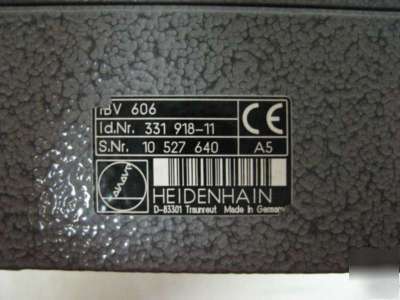 IBV 606
Id.Nr. 331 918-11
S.Nr. 10 527 640 A5
CE
HEIDENHAIN
D-83301 Traunreut Made in Germany